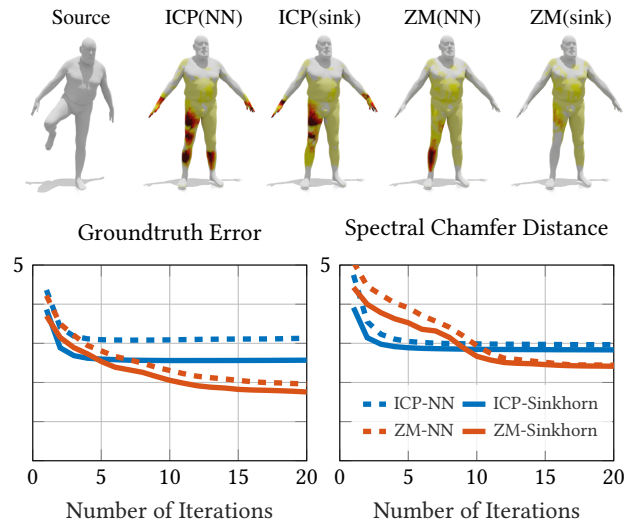 Source ICP(NN) ICP(sink) ZM(NN) ZM(sink)
Groundtruth Error
Spectral Chamfer Distance
5
0 5 10 15 20
Number of Iterations
5
ICP-NN ICP-Sinkhorn
ZM-NN ZM-Sinkhorn
0 5 10 15 20
Number of Iterations